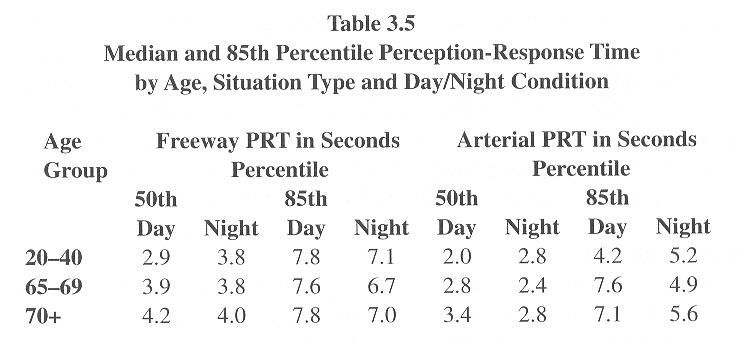 Table 3.5
Median and 85th Percentile Perception-Response Time
by Age, Situation Type and Day/Night Condition
Age Freeway PRT in Seconds Arterial PRT in Seconds
Group Percentile Percentile
50th 85th 50th 85th
Day Night Day Night Day Night Day Night
20–40 2.9 3.8 7.8 7.1 2.0 2.8 4.2 5.2
65–69 3.9 3.8 7.6 6.7 2.8 2.4 7.6 4.9
70+ 4.2 4.0 7.8 7.0 3.4 2.8 7.1 5.6